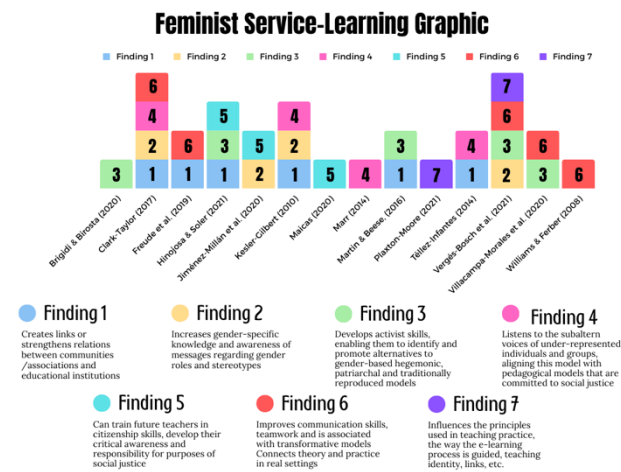 Feminist Service-Learning Graphic
Finding 1 Finding 2 Finding 3 Finding 4 Finding 5 Finding 6 Finding 7
6 7
4 5 4 6
2 6 3 5 2 3 3 6
3 1 1 1 2 1 5 4 1 7 1 2 3 6
4
Brigidi & Birosta (2020)
Clark-Taylor (2017)
Freude et al. (2019)
Hinojosa & Soler (2021)
Jiménez-Millán et al. (2020)
Kesler-Gilbert (2010)
Maicas (2020)
Marr (2014)
Martin & Beese. (2016)
Plaxton-Moore (2021)
Téllez-Infantes (2014)
Vergés-Bosch et al. (2021)
Villacampa-Morales et al. (2020)
Williams & Ferber (2008)
Finding 1
Creates links or
strengthens relations
between communities
/associations and
educational institutions
Finding 2
Increases gender-specific
knowledge and awareness of
messages regarding gender
roles and stereotypes
Finding 3
Develops activist skills,
enabling them to identify and
promote alternatives to
gender-based hegemonic,
patriarchal and traditionally
reproduced models
Finding 4
Listens to the subaltern
voices of under-represented
individuals and groups,
aligning this model with
pedagogical models that are
committed to social justice
Finding 5
Can train future teachers in
citizenship skills, develop their
critical awareness and
responsibility for purposes of
social justice
Finding 6
Improves communication skills,
teamwork and is associated
with transformative models
Connects theory and practice
in real settings
Finding 7
Influences the principles
used in teaching practice,
the way the e-learning
process is guided, teaching
identity, links, etc.